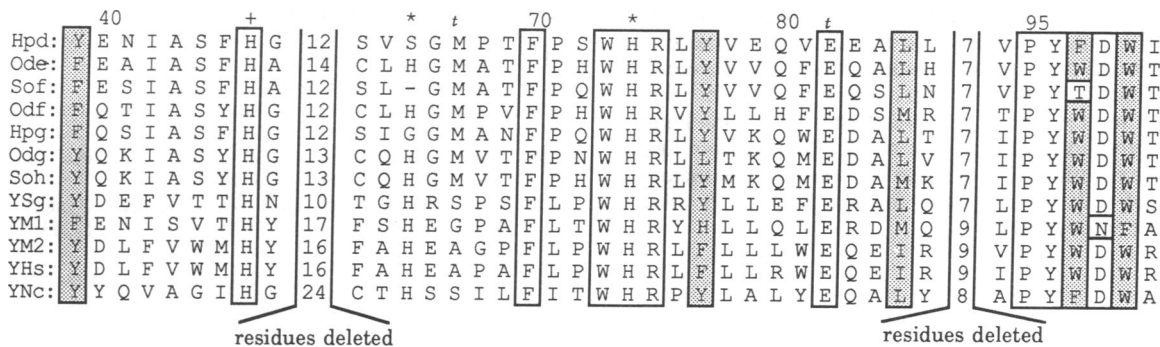 40 + * t 70 * 80 t 95
Hpd: Y E N I A S F H G 12 S V S G M P T F P S W H R L Y V E Q V E E A L L 7 V P Y F D W I
Ode: F E A I A S F H A 14 C L H G M A T F P H W H R L Y V V Q F E Q A L H 7 V P Y W D W T
Sof: F E S I A S F H A 12 S L - G M A T F P Q W H R L Y V V Q F E Q S L N 7 V P Y T D W T
Odf: F Q T I A S Y H G 12 C L H G M P V F P H W H R V Y L L H F E D S M R 7 T P Y W D W T
Hpg: F Q S I A S F H G 12 S I G G M A N F P Q W H R L Y V K Q W E D A L T 7 I P Y W D W T
Odg: Y Q K I A S Y H G 13 C Q H G M V T F P N W H R L L T K Q M E D A L V 7 I P Y W D W T
Soh: Y Q K I A S Y H G 13 C Q H G M V T F P H W H R L Y M K Q M E D A M K 7 I P Y W D W T
YSg: Y D E F V T T H N 10 T G H R S P S F L P W H R R Y L L E F E R A L Q 7 L P Y W D W S
YM1: F E N I S V T H Y 17 F S H E G P A F L T W H R Y H L L Q L E R D M Q 9 L P Y W N F A
YM2: Y D L F V W M H Y 16 F A H E A G P F L P W H R L F L L L W E Q E I R 9 V P Y W D W R
YHs: Y D L F V W M H Y 16 F A H E A P A F L P W H R L F L L R W E Q E I R 9 I P Y W D W R
YNc: Y Y Q V A G I H G 24 C T H S S I L F I T W H R P Y L A L Y E Q A L Y 8 A P Y F D W A
residues deleted residues deleted